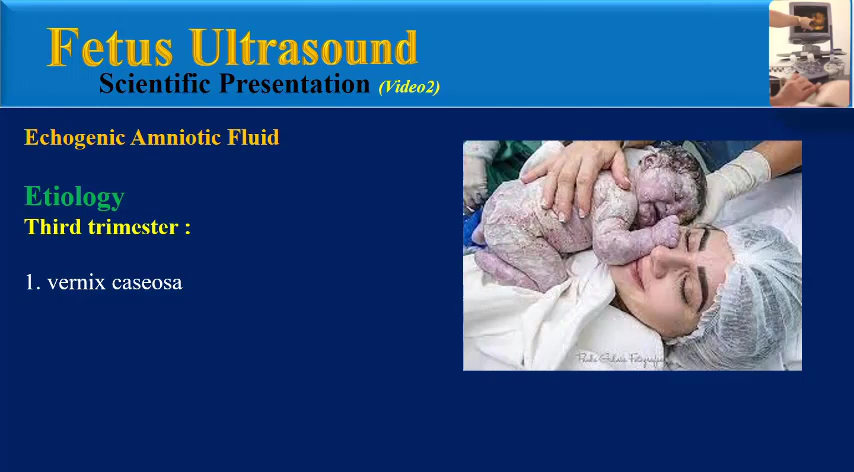 Fetus Ultrasound
Scientific Presentation (Video2)
Echogenic Amniotic Fluid
Etiology
Third trimester :
1. vernix caseosa